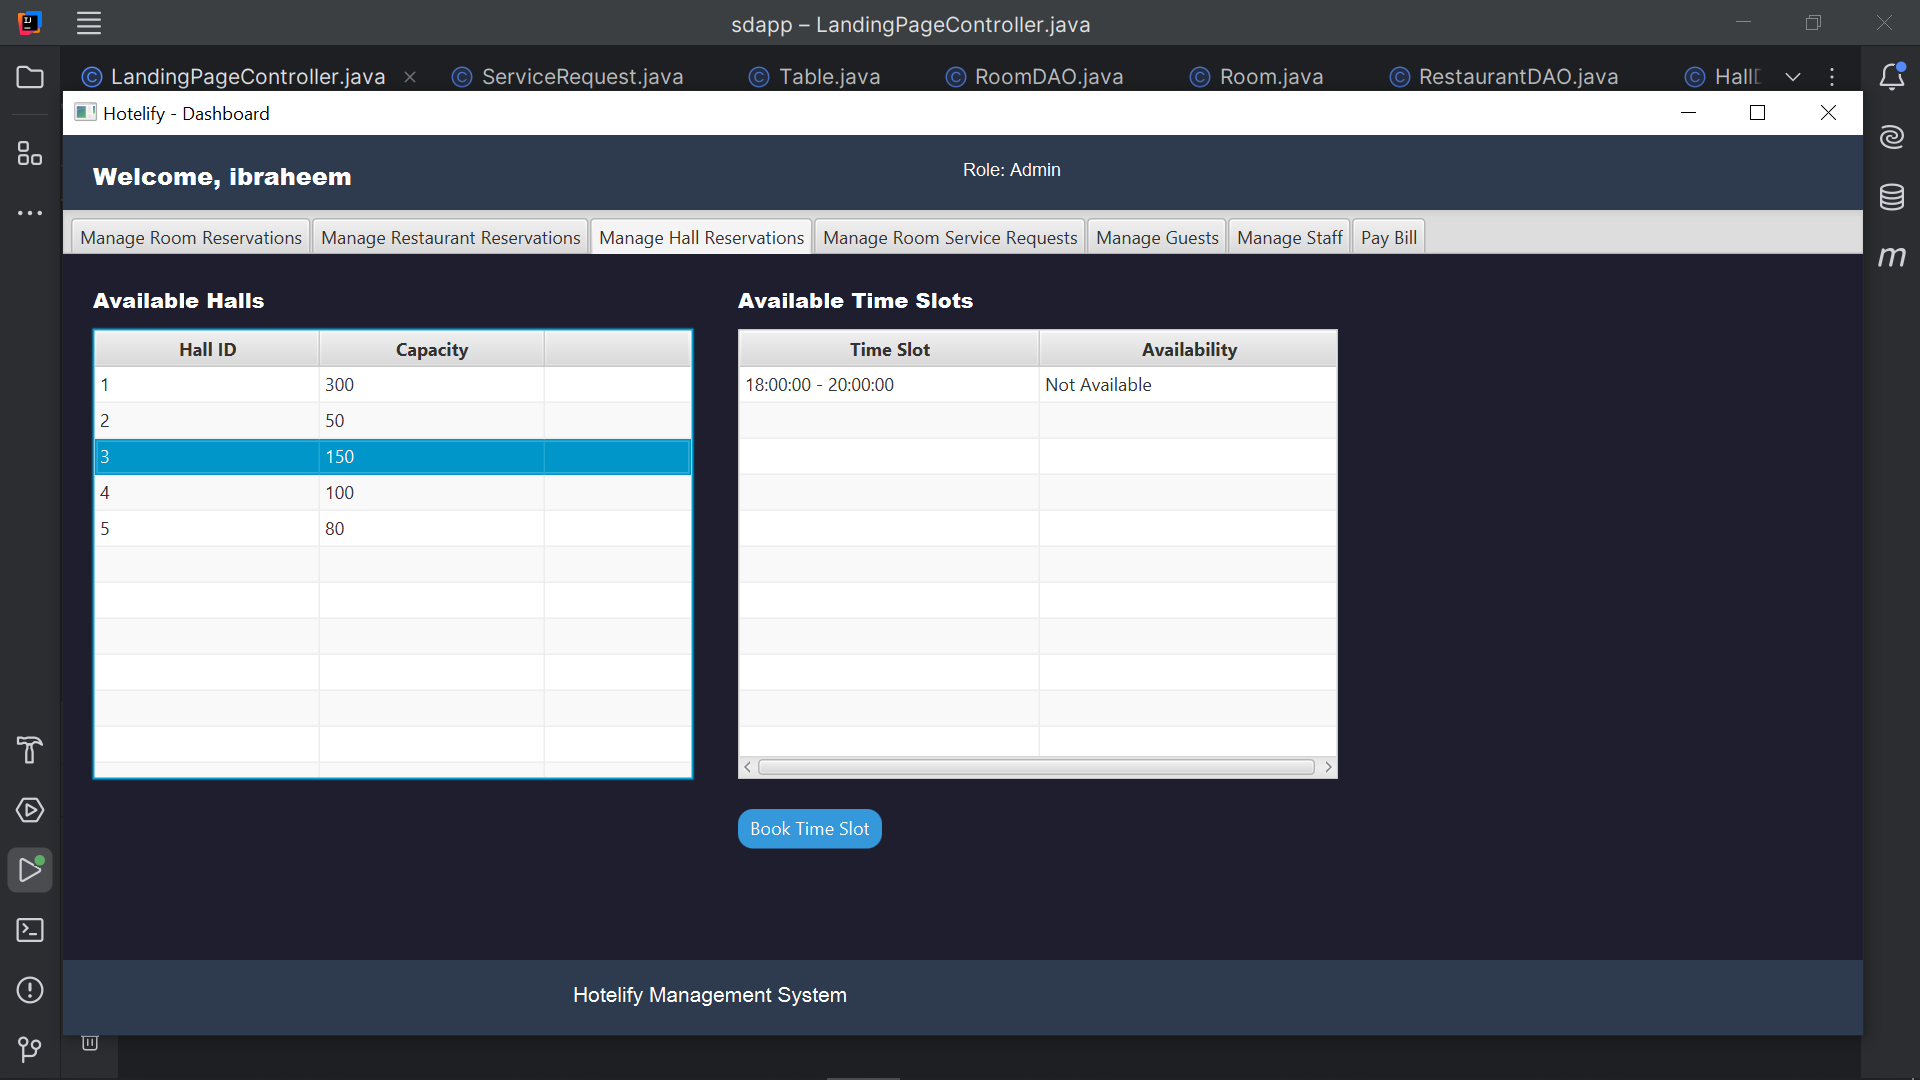 sdapp – LandingPageController.java
LandingPageController.java ServiceRequest.java Table.java RoomDAO.java Room.java RestaurantDAO.java
Hotelify - Dashboard
Welcome, ibraheem
Role: Admin
Manage Room Reservations Manage Restaurant Reservations Manage Hall Reservations Manage Room Service Requests Manage Guests Manage Staff Pay Bill
Available Halls
Hall ID Capacity
1 300
2 50
3 150
4 100
5 80
Available Time Slots
Time Slot Availability
18:00:00 - 20:00:00 Not Available
Book Time Slot
Hotelify Management System